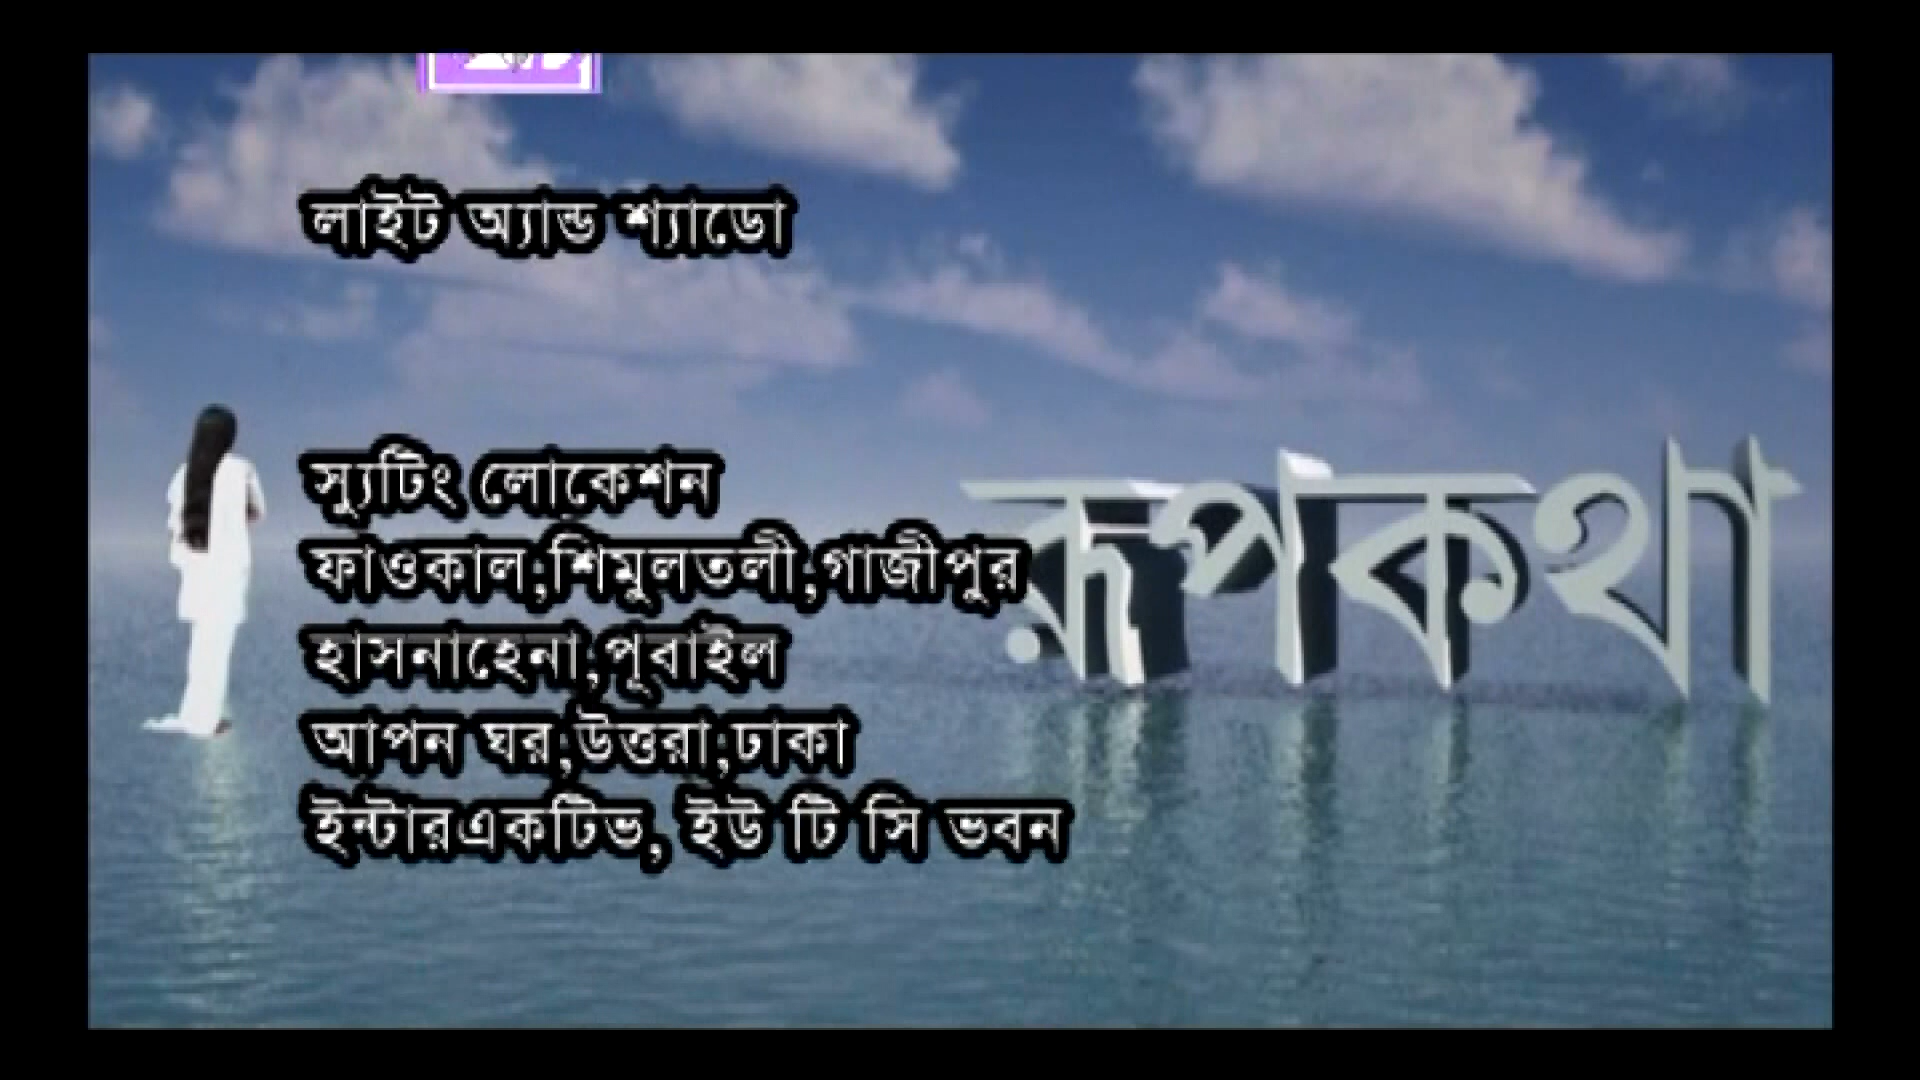 লাইট অ্যান্ড শ্যাডো
স্যুটিং লোকেশন
ফাওকাল,শিমুলতলী,গাজীপুর
হাসনাহেনা,পূবাইল
আপন ঘর,উত্তরা,ঢাকা
ইন্টারএকটিভ, ইউ টি সি ভবন
রূপকথা